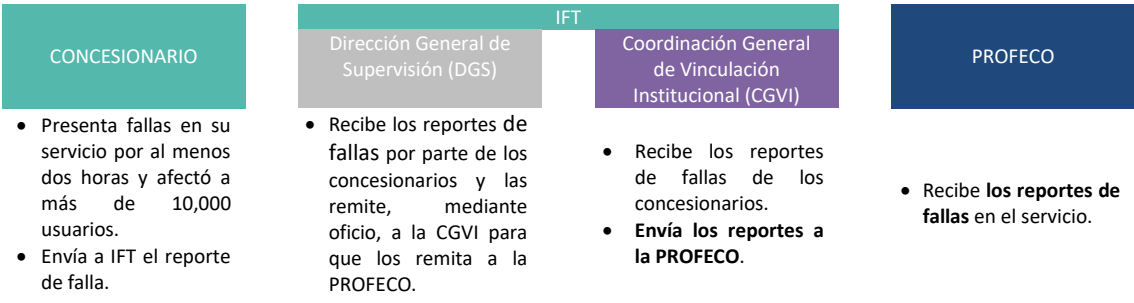 CONCESIONARIO
• Presenta fallas en su
servicio por al menos
dos horas y afectó a
más de 10,000
usuarios.
• Envía a IFT el reporte
de falla.
IFT
Dirección General de
Supervisión (DGS)
• Recibe los reportes de
fallas por parte de los
concesionarios y las
remite, mediante
oficio, a la CGVI para
que los remita a la
PROFECO.
Coordinación General
de Vinculación
Institucional (CGVI)
• Recibe los reportes
de fallas de los
concesionarios.
• Envía los reportes a
la PROFECO.
PROFECO
• Recibe los reportes de
fallas en el servicio.